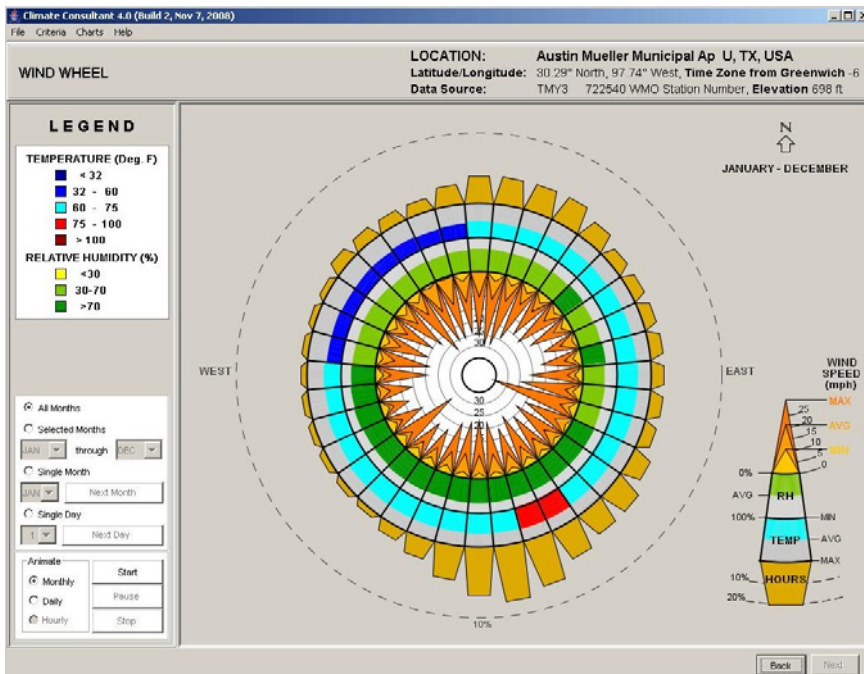 Climate Consultant 4.0 (Build 2, Nov 7, 2008)
File Criteria Charts Help
WIND WHEEL
LOCATION: Austin Mueller Municipal Ap U, TX, USA
Latitude/Longitude: 30.29° North, 97.74° West, Time Zone from Greenwich -6
Data Source: TMY3 722540 WMO Station Number, Elevation 698 ft
LEGEND
TEMPERATURE (Deg. F)
< 32
32 - 60
60 - 75
75 - 100
> 100
RELATIVE HUMIDITY (%)
<30
30-70
>70
All Months
Selected Months
JAN through DEC
Single Month
JAN Next Month
Single Day
1 Next Day
Animate
Monthly Start
Daily Pause
Hourly Stop
N
JANUARY - DECEMBER
WEST
EAST
30
30
25
20
10%
WIND
SPEED
(mph)
MAX
25
20
AVG
15
10
MIN
5
0
0%
RH
AVG
100% MIN
TEMP AVG
MAX
10% HOURS
20%
Back Next